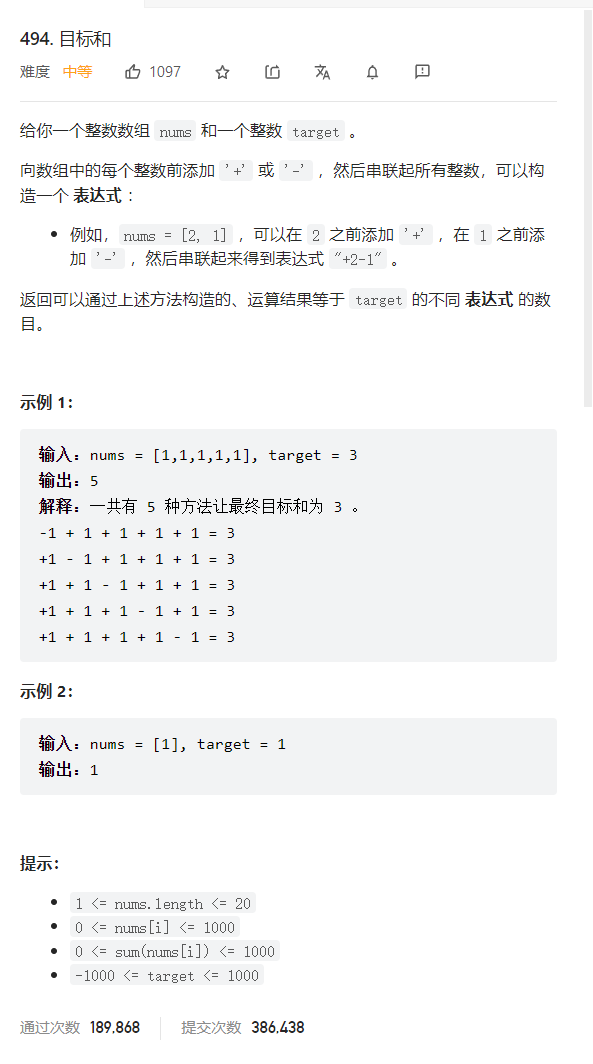 494. 目标和
难度 中等 1097
给你一个整数数组 nums 和一个整数 target 。
向数组中的每个整数前添加 '+' 或 '-' ，然后串联起所有整数，可以构
造一个 表达式 ：
例如，nums = [2, 1] ，可以在 2 之前添加 '+' ，在 1 之前添
加 '-' ，然后串联起来得到表达式 "+2-1" 。
返回可以通过上述方法构造的、运算结果等于 target 的不同 表达式 的数
目。
示例 1：
输入：nums = [1,1,1,1,1], target = 3
输出：5
解释：一共有 5 种方法让最终目标和为 3 。
-1 + 1 + 1 + 1 + 1 = 3
+1 - 1 + 1 + 1 + 1 = 3
+1 + 1 - 1 + 1 + 1 = 3
+1 + 1 + 1 - 1 + 1 = 3
+1 + 1 + 1 + 1 - 1 = 3
示例 2：
输入：nums = [1], target = 1
输出：1
提示：
1 <= nums.length <= 20
0 <= nums[i] <= 1000
0 <= sum(nums[i]) <= 1000
-1000 <= target <= 1000
通过次数 189,868 提交次数 386,438